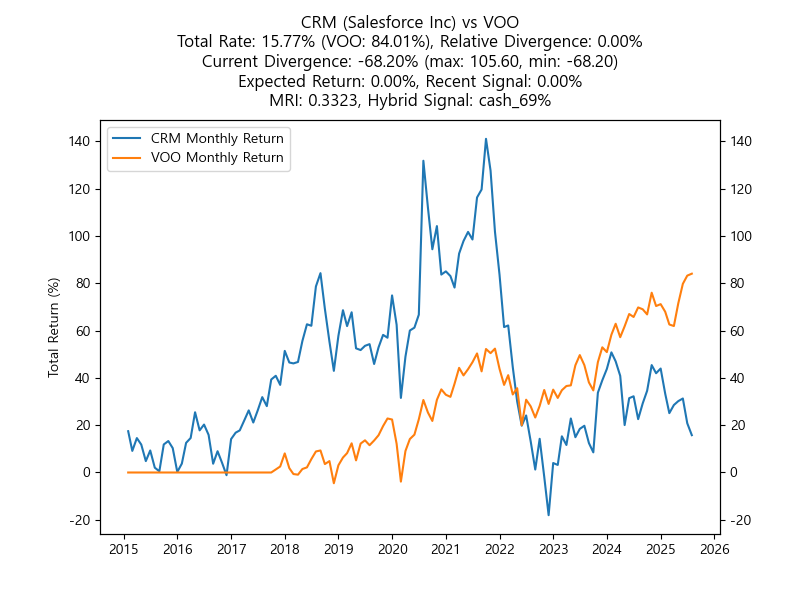 CRM (Salesforce Inc) vs VOO
Total Rate: 15.77% (VOO: 84.01%), Relative Divergence: 0.00%
Current Divergence: -68.20% (max: 105.60, min: -68.20)
Expected Return: 0.00%, Recent Signal: 0.00%
MRI: 0.3323, Hybrid Signal: cash_69%
CRM Monthly Return
VOO Monthly Return
Total Return (%)
140
120
100
80
60
40
20
0
-20
140
120
100
80
60
40
20
0
-20
2015 2016 2017 2018 2019 2020 2021 2022 2023 2024 2025 2026